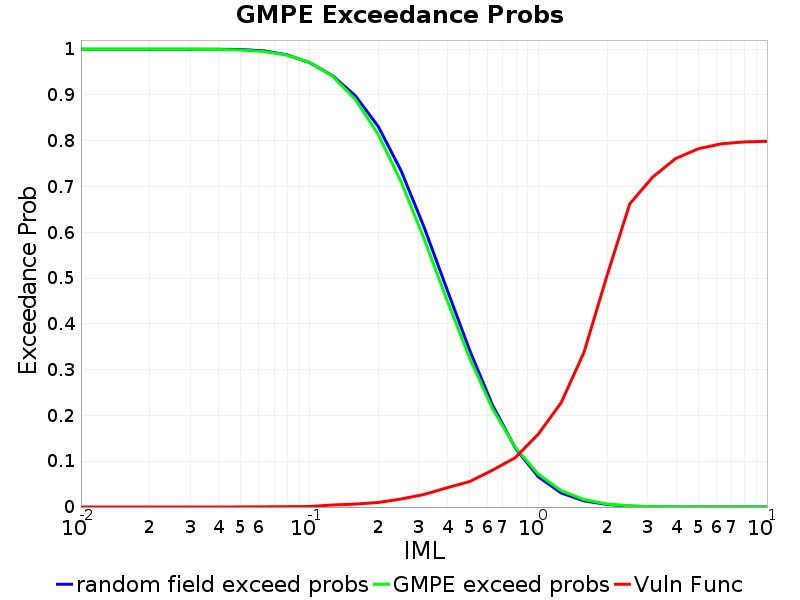 GMPE Exceedance Probs
Exceedance Prob
1
0.9
0.8
0.7
0.6
0.5
0.4
0.3
0.2
0.1
0
10^-2 2 3 4 5 6 10^-1 2 3 4 5 6 7 10^0 2 3 4 5 6 7 10^1
IML
random field exceed probs GMPE exceed probs Vuln Func